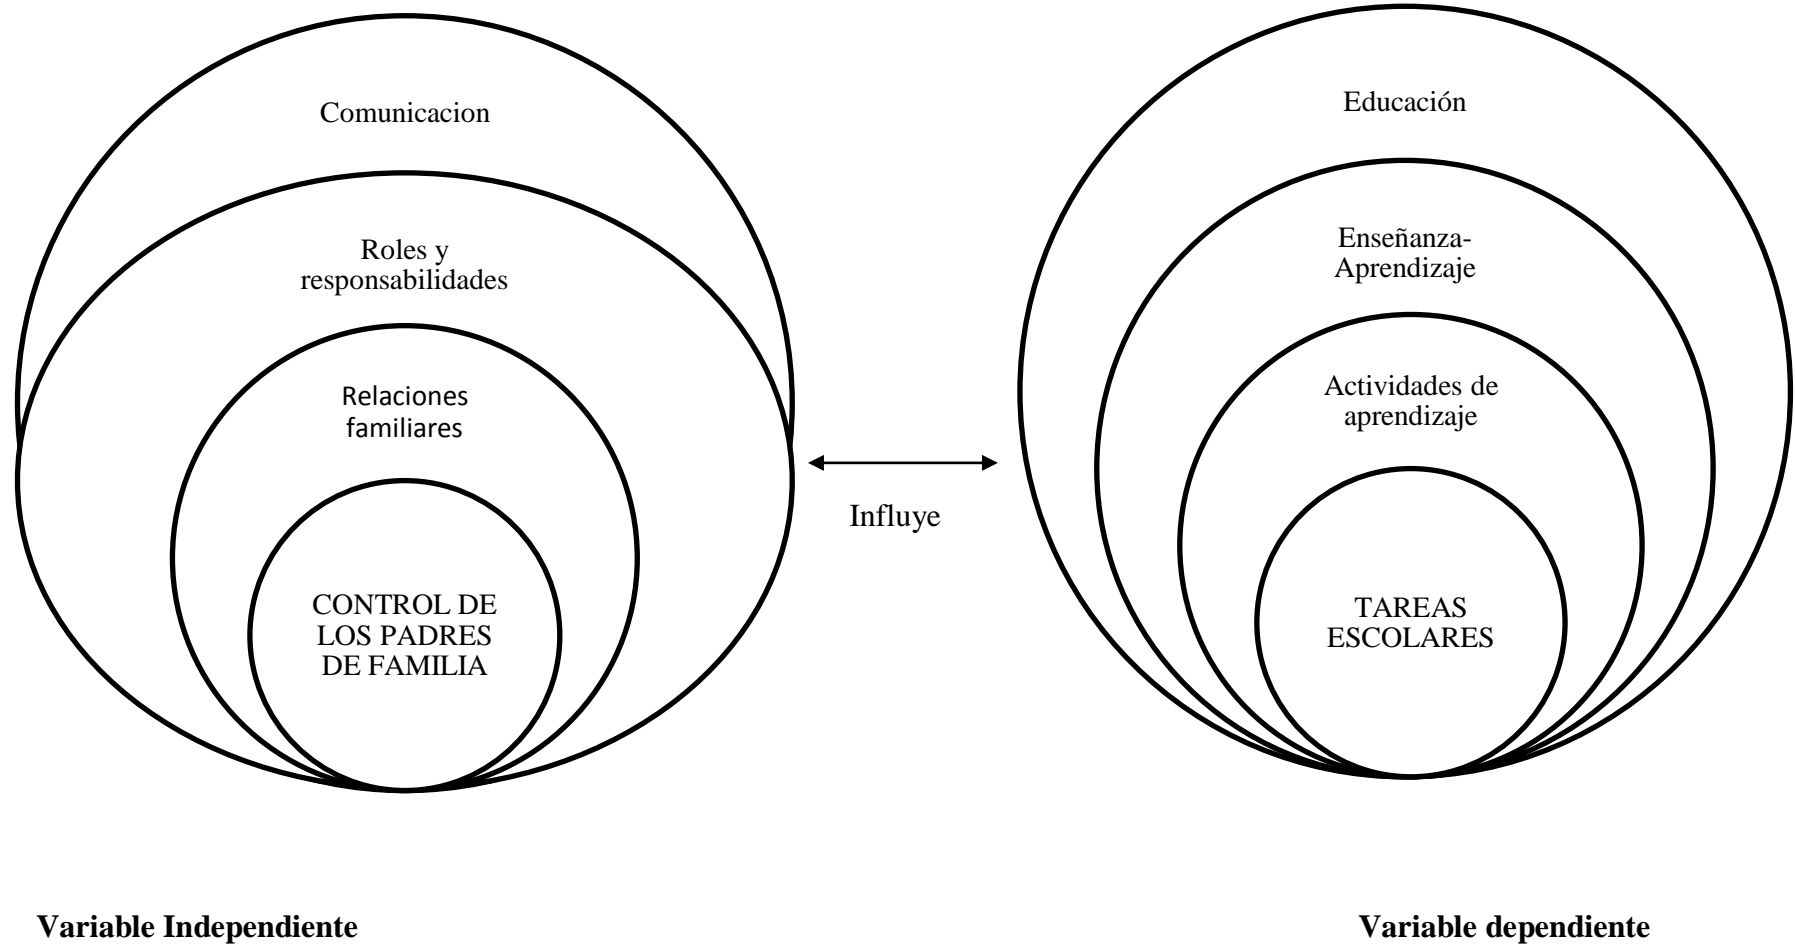 Comunicacion
Roles y
responsabilidades
Relaciones
familiares
CONTROL DE
LOS PADRES
DE FAMILIA
Influye
Educación
Enseñanza-
Aprendizaje
Actividades de
aprendizaje
TAREAS
ESCOLARES
Variable Independiente
Variable dependiente